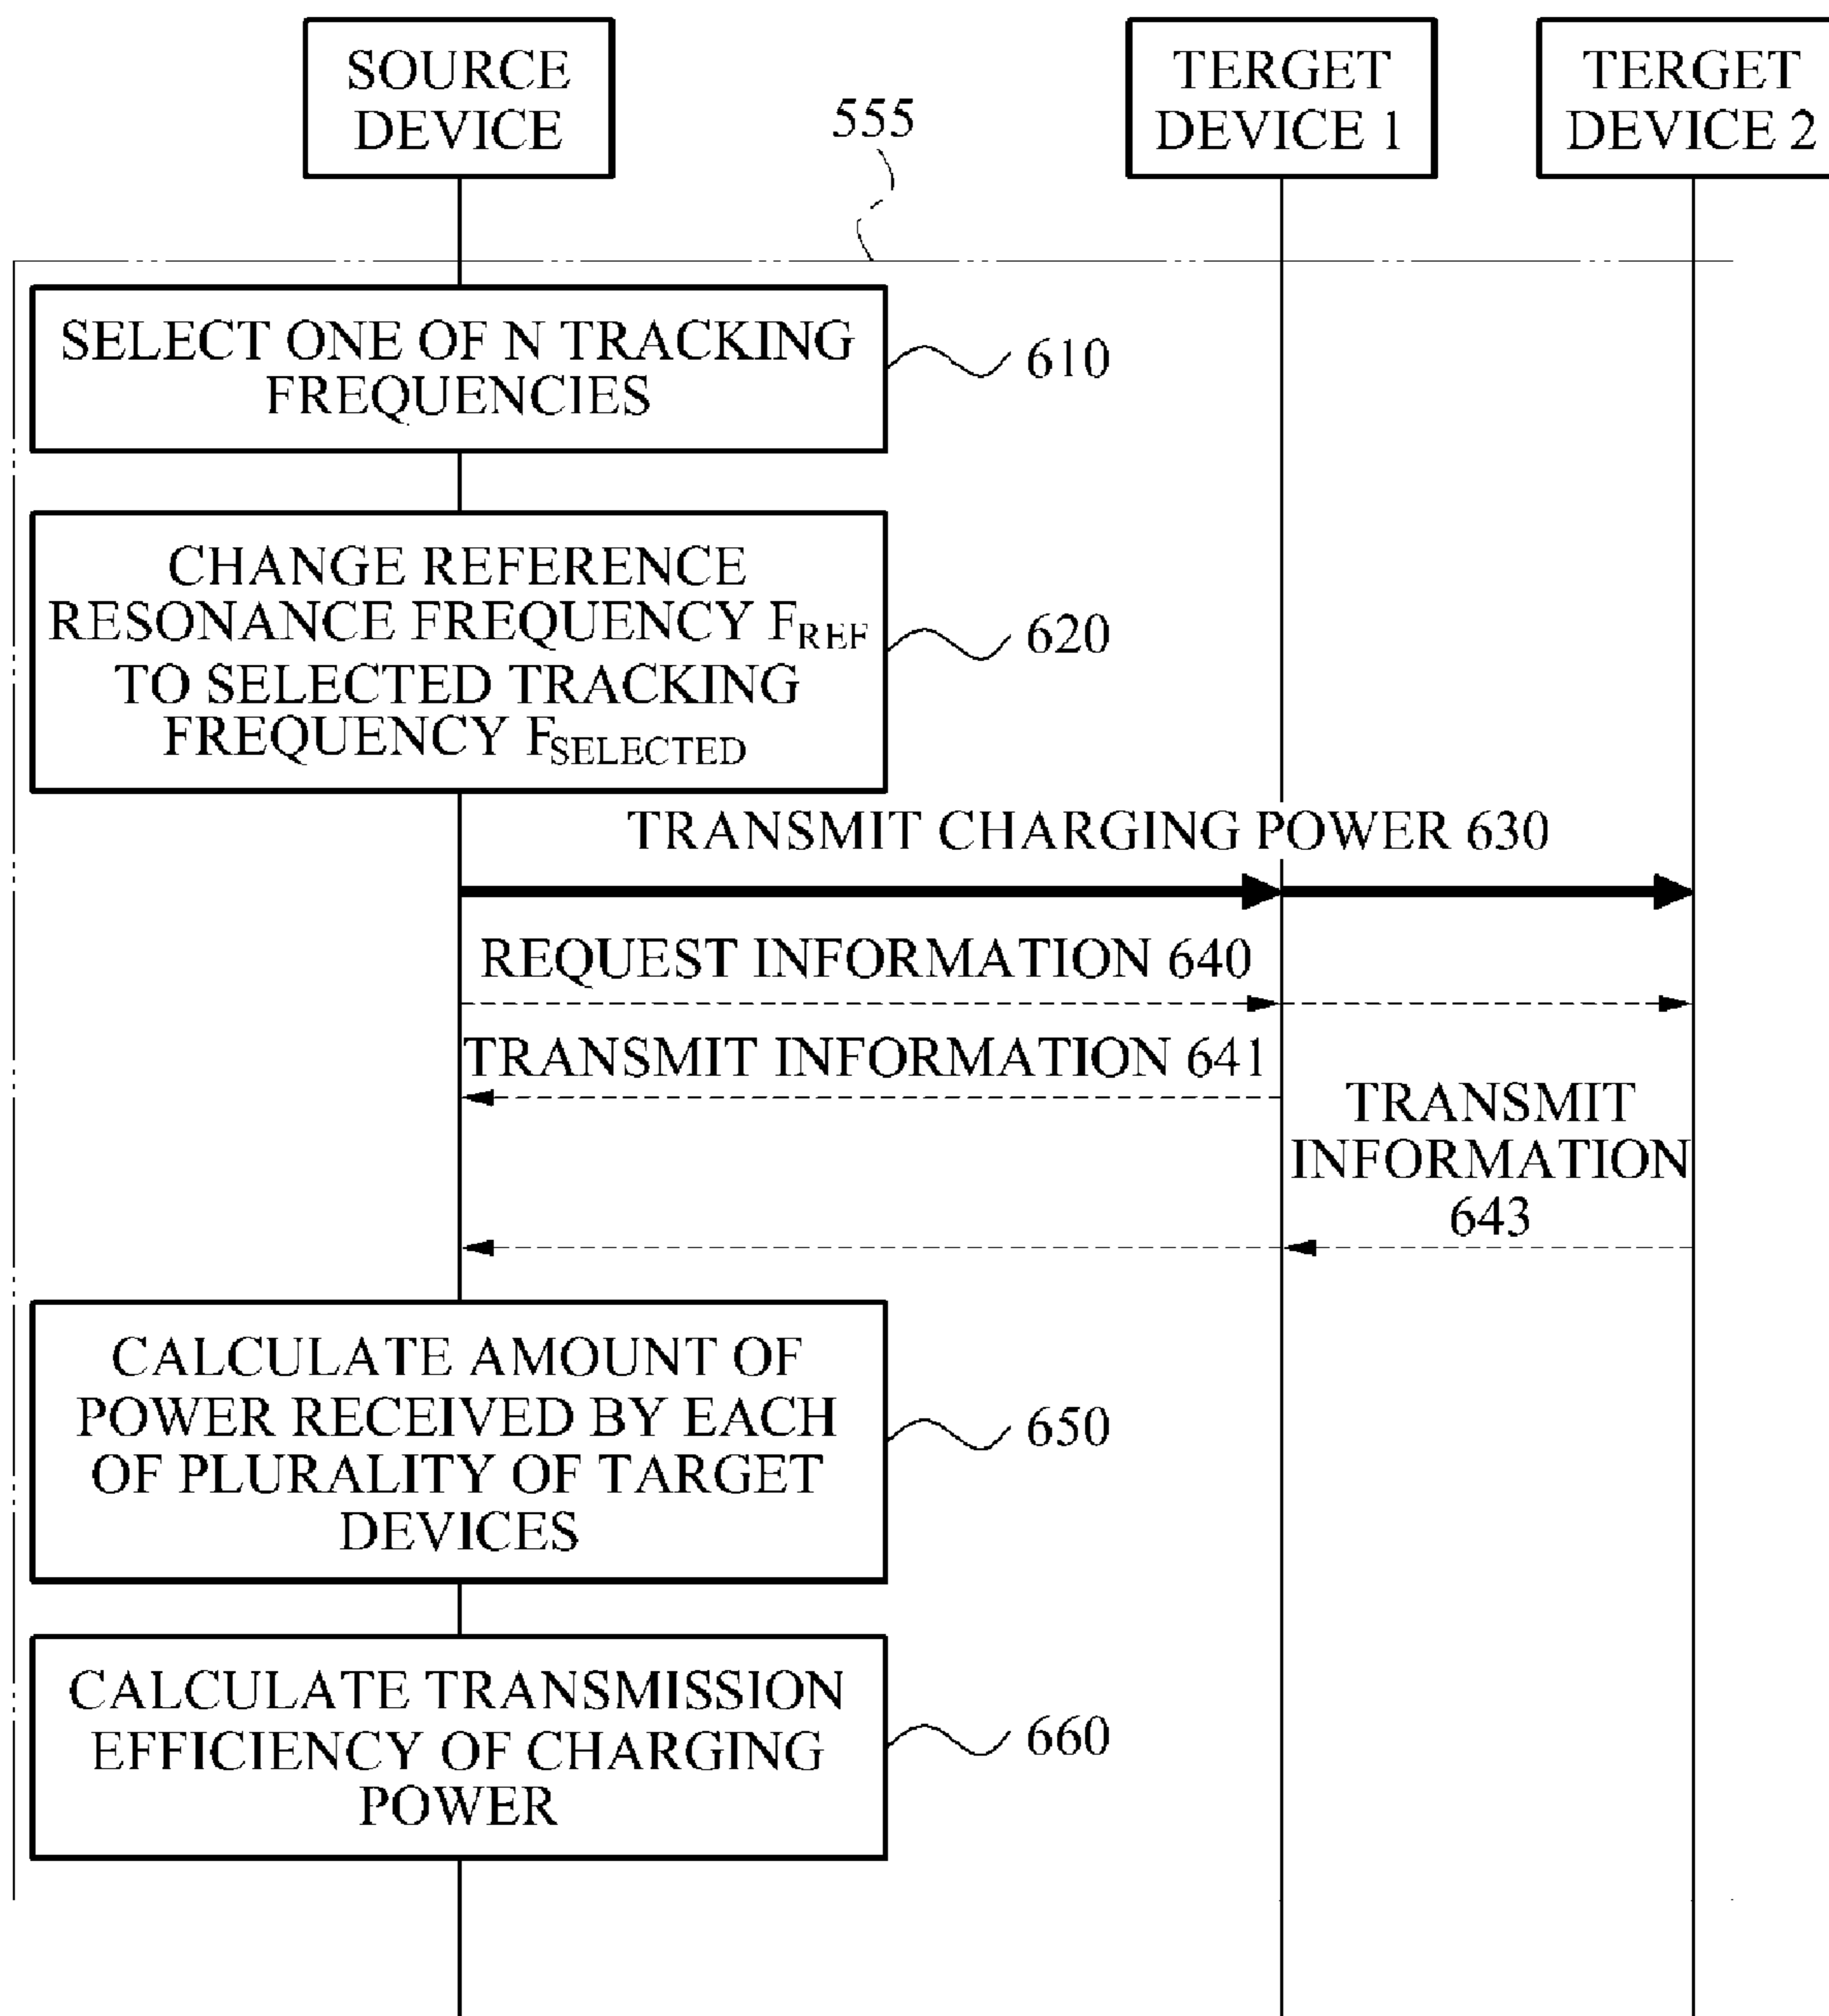 SOURCE
DEVICE
TERGET
DEVICE 1
TERGET
DEVICE 2
555
SELECT ONE OF N TRACKING
FREQUENCIES
610
CHANGE REFERENCE
RESONANCE FREQUENCY FREF
TO SELECTED TRACKING
FREQUENCY FSELECTED
620
TRANSMIT CHARGING POWER 630
REQUEST INFORMATION 640
TRANSMIT INFORMATION 641
TRANSMIT
INFORMATION
643
CALCULATE AMOUNT OF
POWER RECEIVED BY EACH
OF PLURALITY OF TARGET
DEVICES
650
CALCULATE TRANSMISSION
EFFICIENCY OF CHARGING
POWER
660